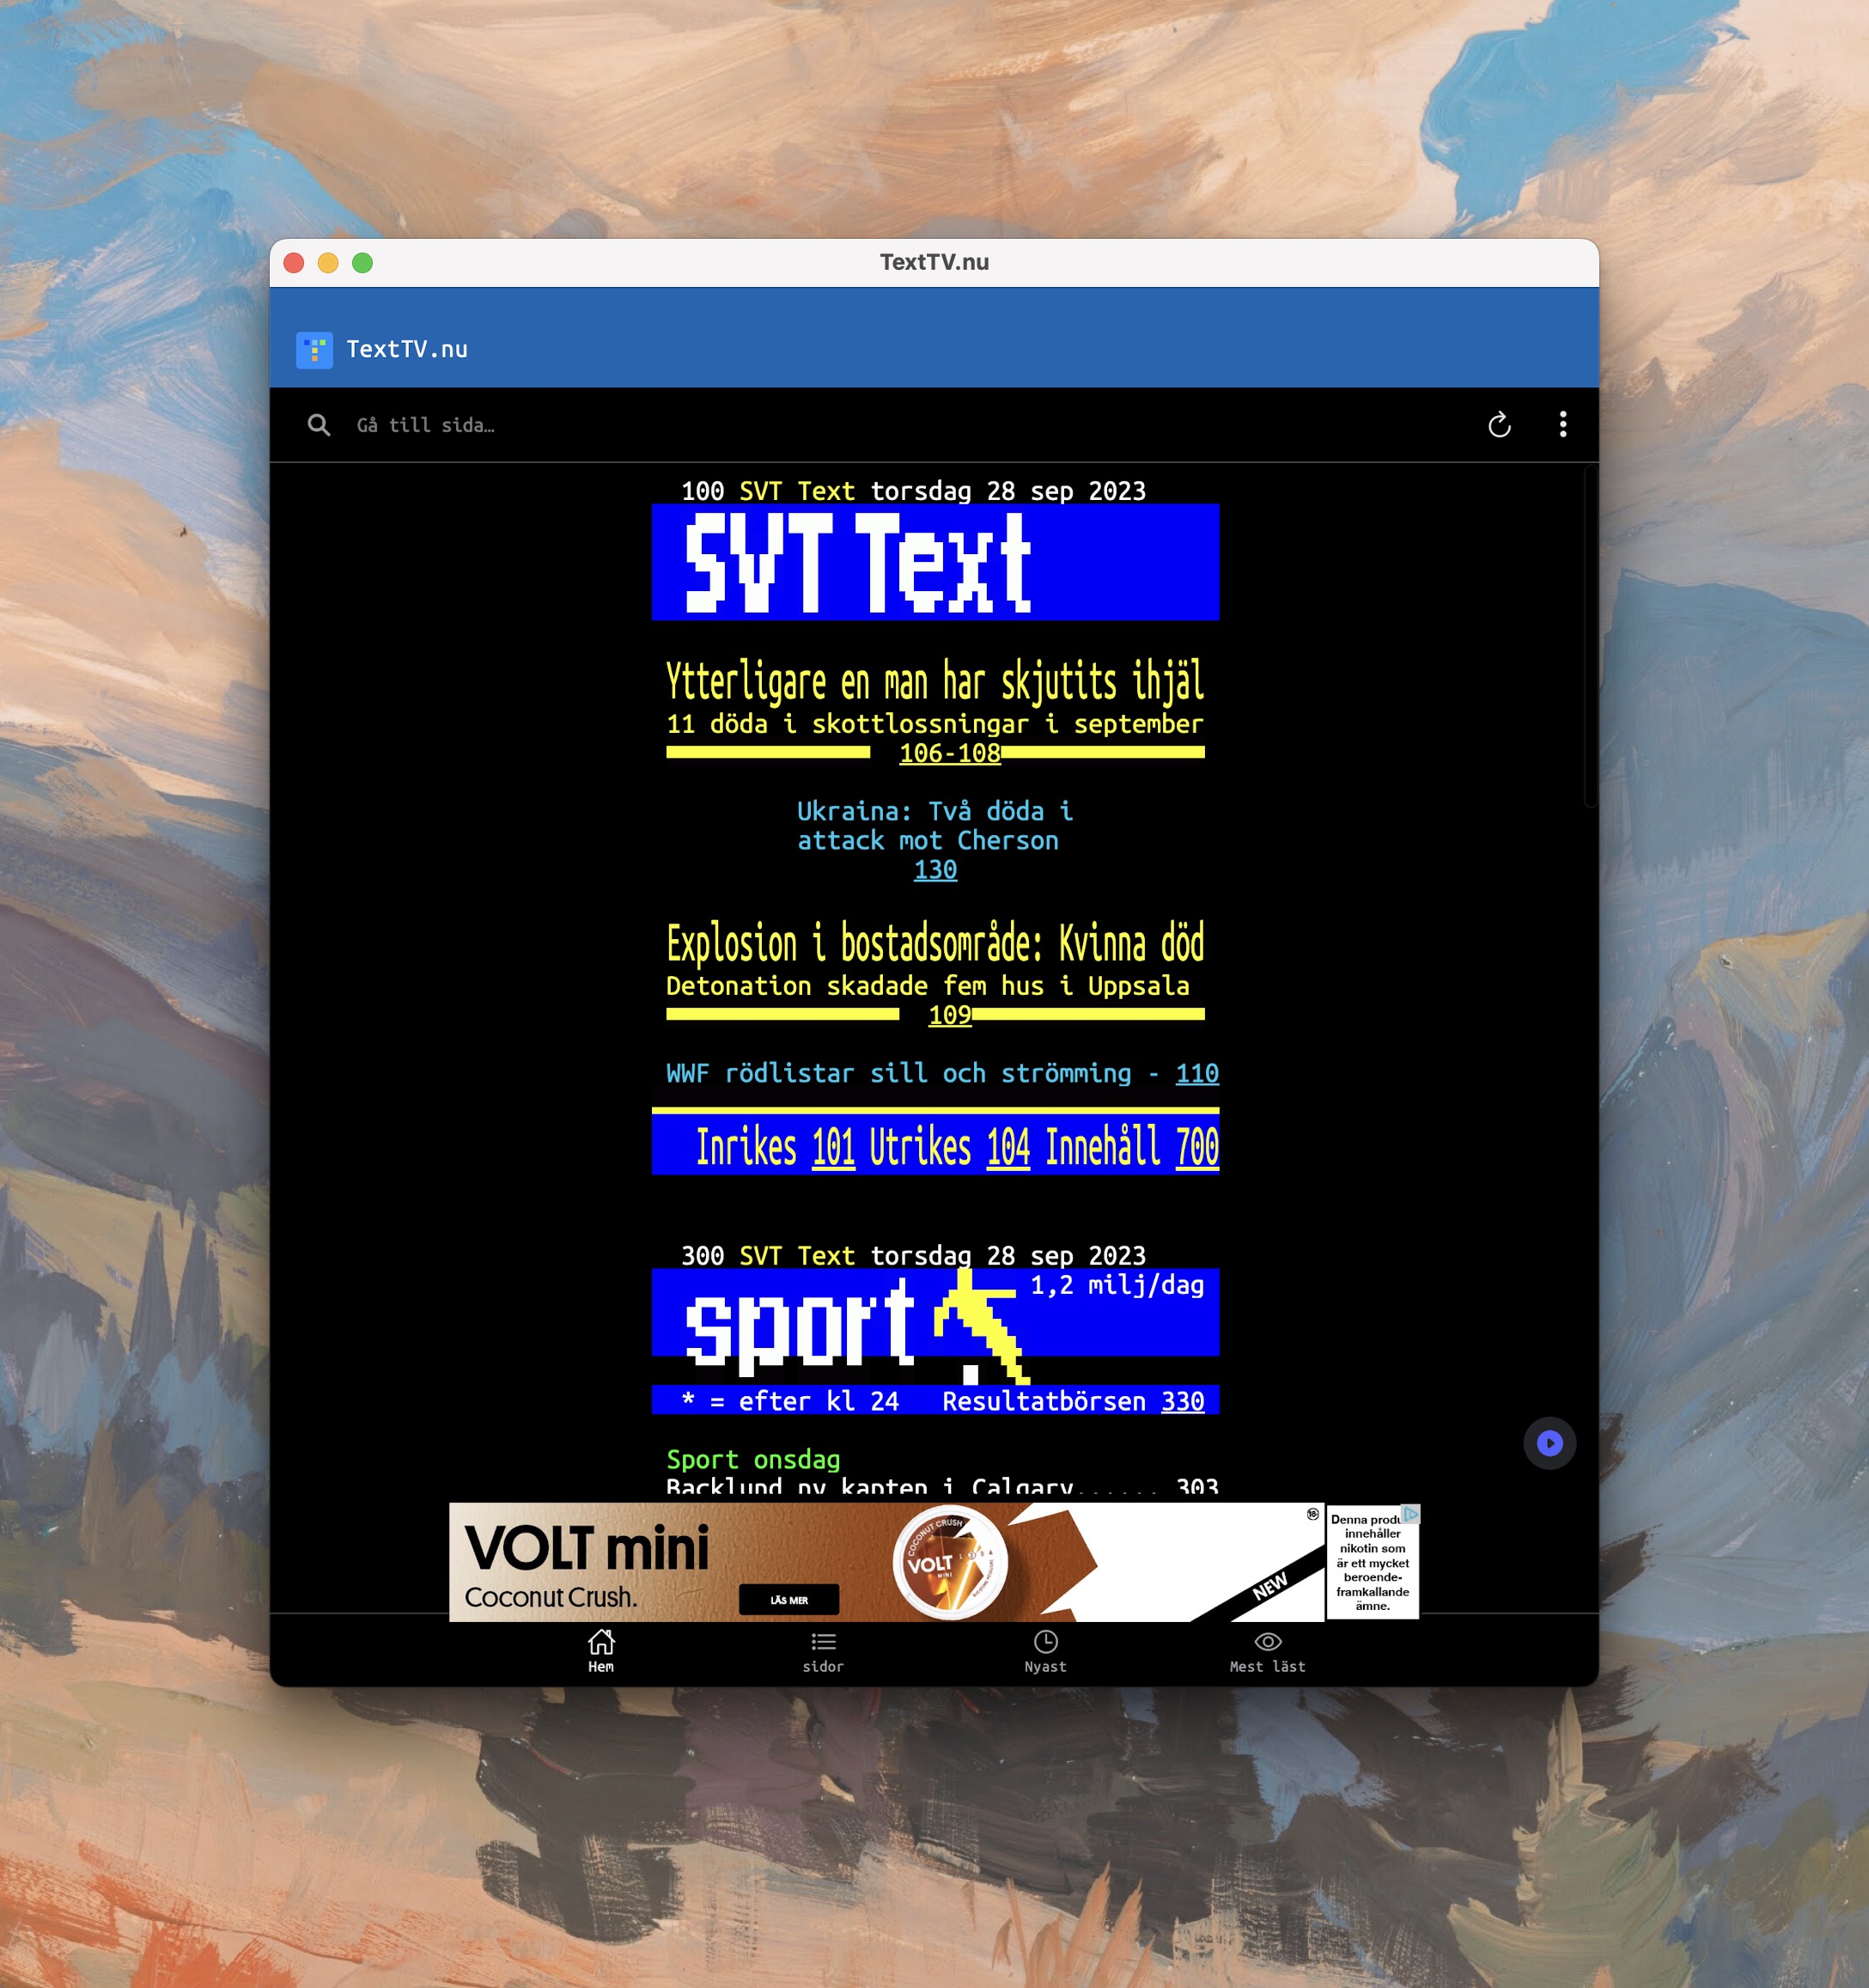 TextTV.nu
TextTV.nu
Gå till sida…
100 SVT Text torsdag 28 sep 2023
SVT Text
Ytterligare en man har skjutits ihjäl
11 döda i skottlossningar i september
106-108
Ukraina: Två döda i
attack mot Cherson
130
Explosion i bostadsområde: Kvinna död
Detonation skadade fem hus i Uppsala
109
WWF rödlistar sill och strömming - 110
Inrikes 101 Utrikes 104 Innehåll 700
300 SVT Text torsdag 28 sep 2023
sport 1,2 milj/dag
* = efter kl 24 Resultatbörsen 330
Sport onsdag
Backlund ny kapten i Calgary...... 303
VOLT mini
Coconut Crush.
LÄS MER
COCONUT CRUSH
VOLT
MINI
NEW
18+
Denna
innehåller
nikotin som
är ett mycket
beroende-
framkallande
ämne.
Hem
sidor
Nyast
Mest läst